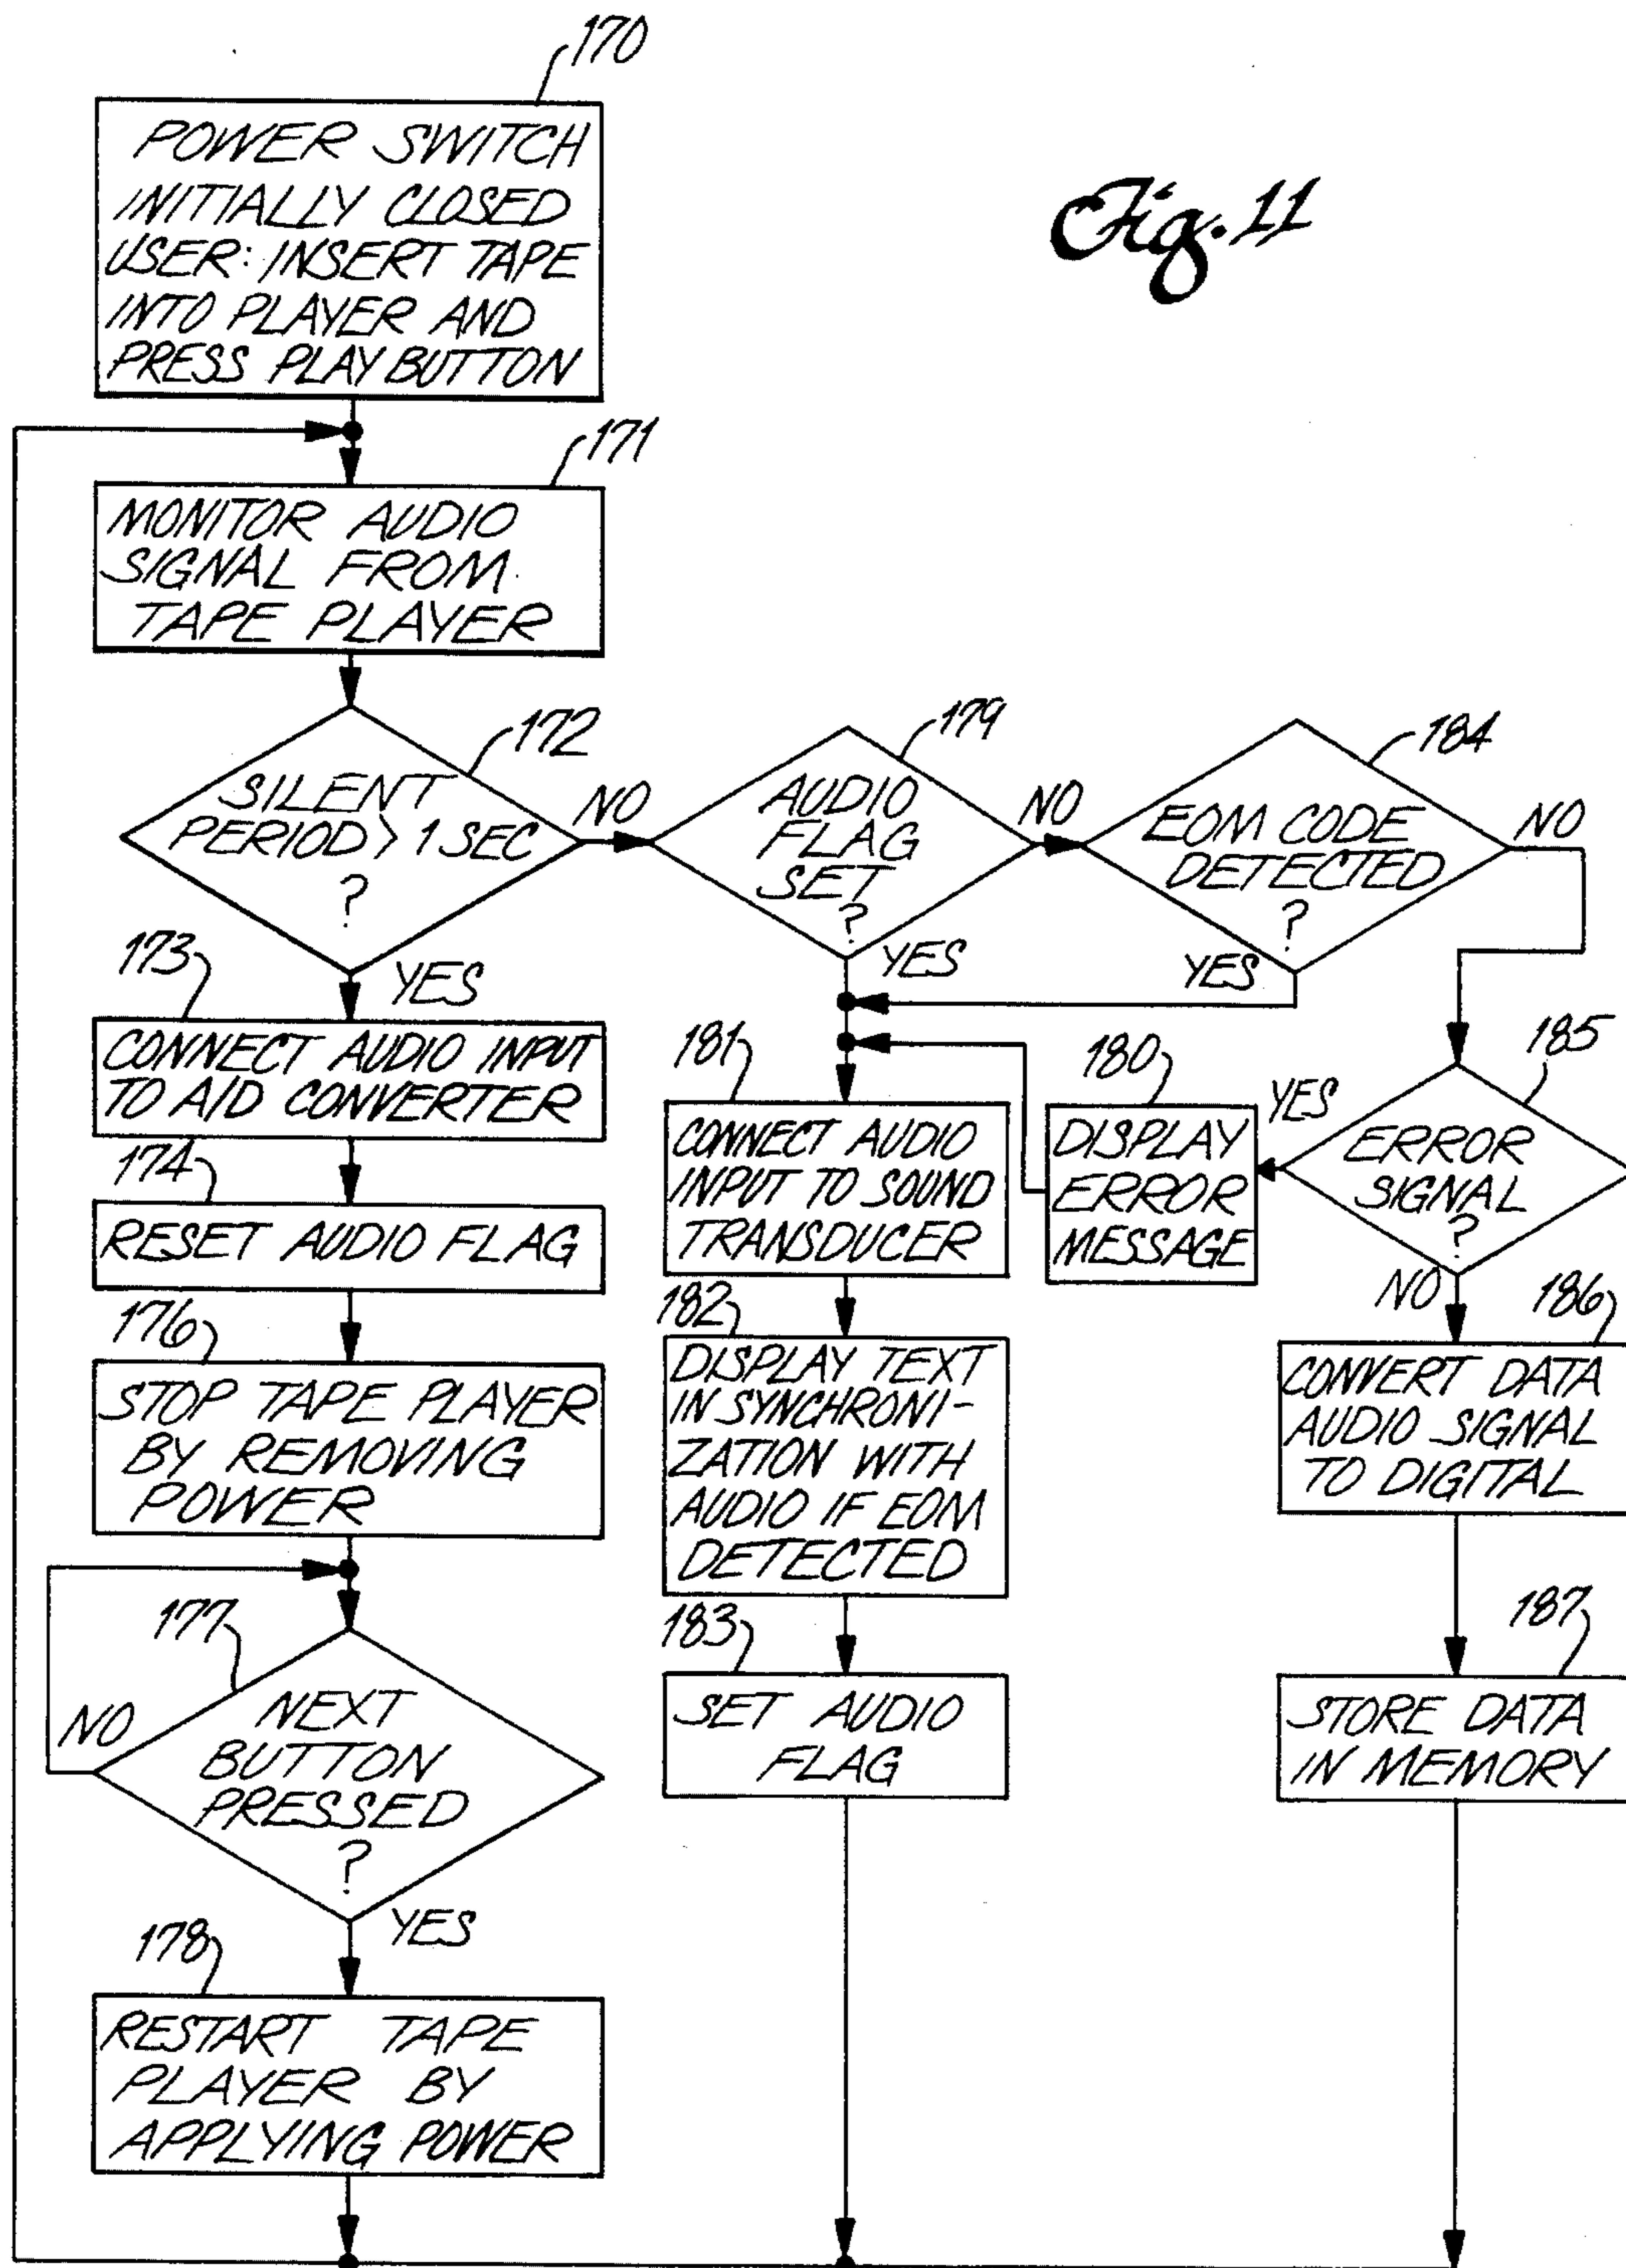 170
POWER SWITCH
INITIALLY CLOSED
USER: INSERT TAPE
INTO PLAYER AND
PRESS PLAY BUTTON
Fig. 11
171
MONITOR AUDIO
SIGNAL FROM
TAPE PLAYER
172
SILENT
PERIOD > 1 SEC
?
NO
YES
179
AUDIO
FLAG
SET
?
NO
YES
184
EOM CODE
DETECTED
?
NO
YES
173
CONNECT AUDIO INPUT
TO A/D CONVERTER
174
RESET AUDIO FLAG
176
STOP TAPE PLAYER
BY REMOVING
POWER
177
NEXT
BUTTON
PRESSED
?
NO
YES
178
RESTART TAPE
PLAYER BY
APPLYING POWER
181
CONNECT AUDIO
INPUT TO SOUND
TRANSDUCER
182
DISPLAY TEXT
IN SYNCHRONI-
ZATION WITH
AUDIO IF EOM
DETECTED
183
SET AUDIO
FLAG
180
DISPLAY
ERROR
MESSAGE
185
ERROR
SIGNAL
?
YES
NO
186
CONVERT DATA
AUDIO SIGNAL
TO DIGITAL
187
STORE DATA
IN MEMORY